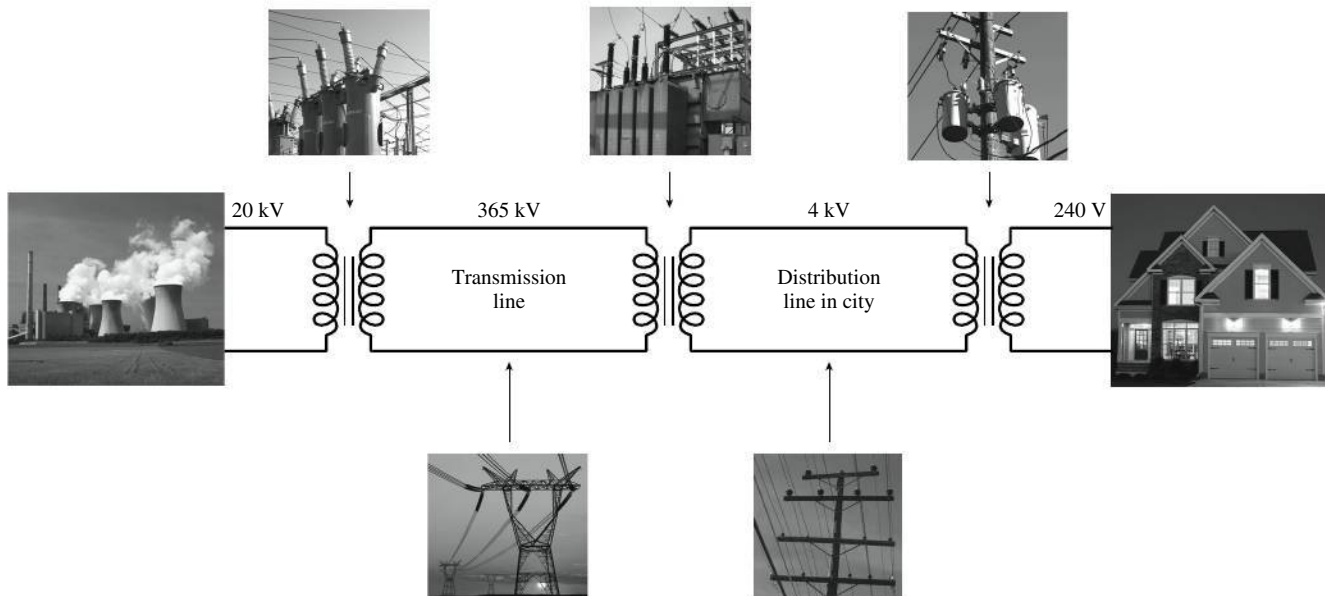 20 kV
365 kV
4 kV
240 V
Transmission
line
Distribution
line in city